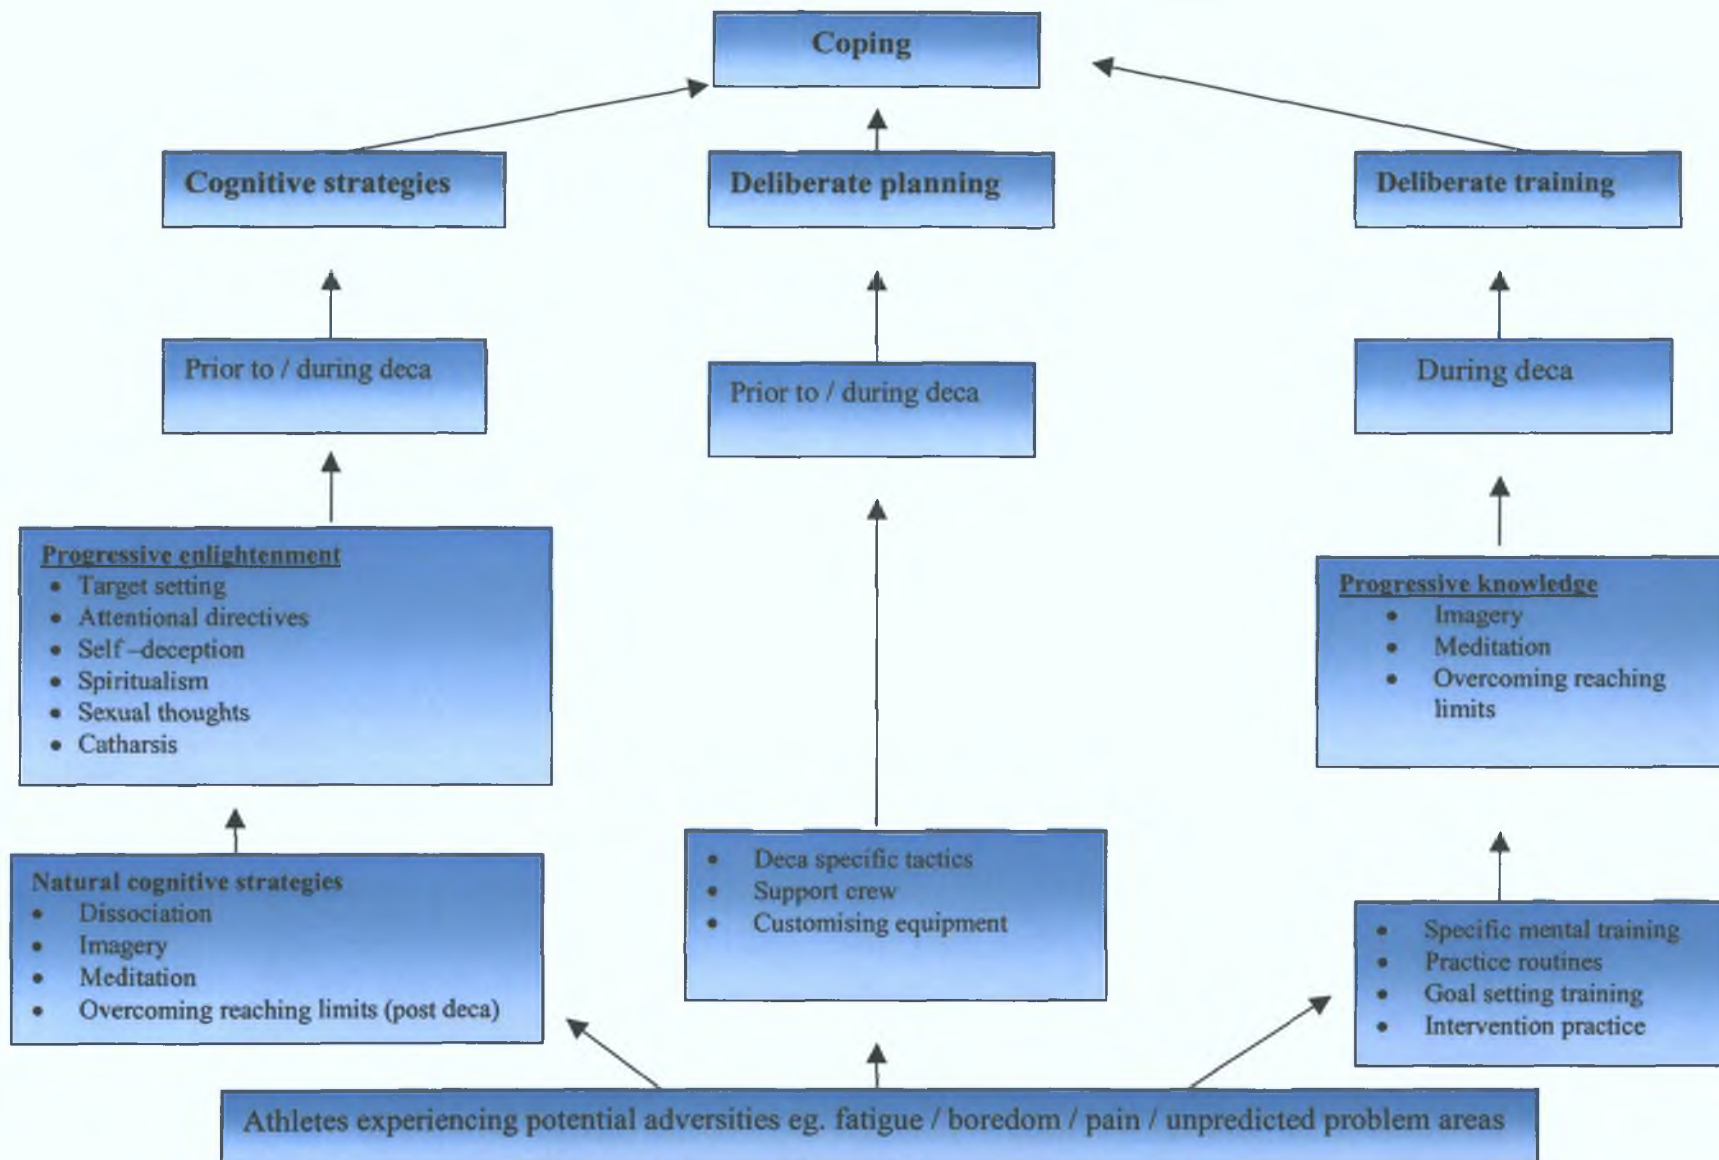 Coping
Cognitive strategies
Deliberate planning
Deliberate training
Prior to / during deca
Prior to / during deca
During deca
Progressive enlightenment
• Target setting
• Attentional directives
• Self –deception
• Spiritualism
• Sexual thoughts
• Catharsis
Progressive knowledge
• Imagery
• Meditation
• Overcoming reaching
limits
Natural cognitive strategies
• Dissociation
• Imagery
• Meditation
• Overcoming reaching limits (post deca)
• Deca specific tactics
• Support crew
• Customising equipment
• Specific mental training
• Practice routines
• Goal setting training
• Intervention practice
Athletes experiencing potential adversities eg. fatigue / boredom / pain / unpredicted problem areas